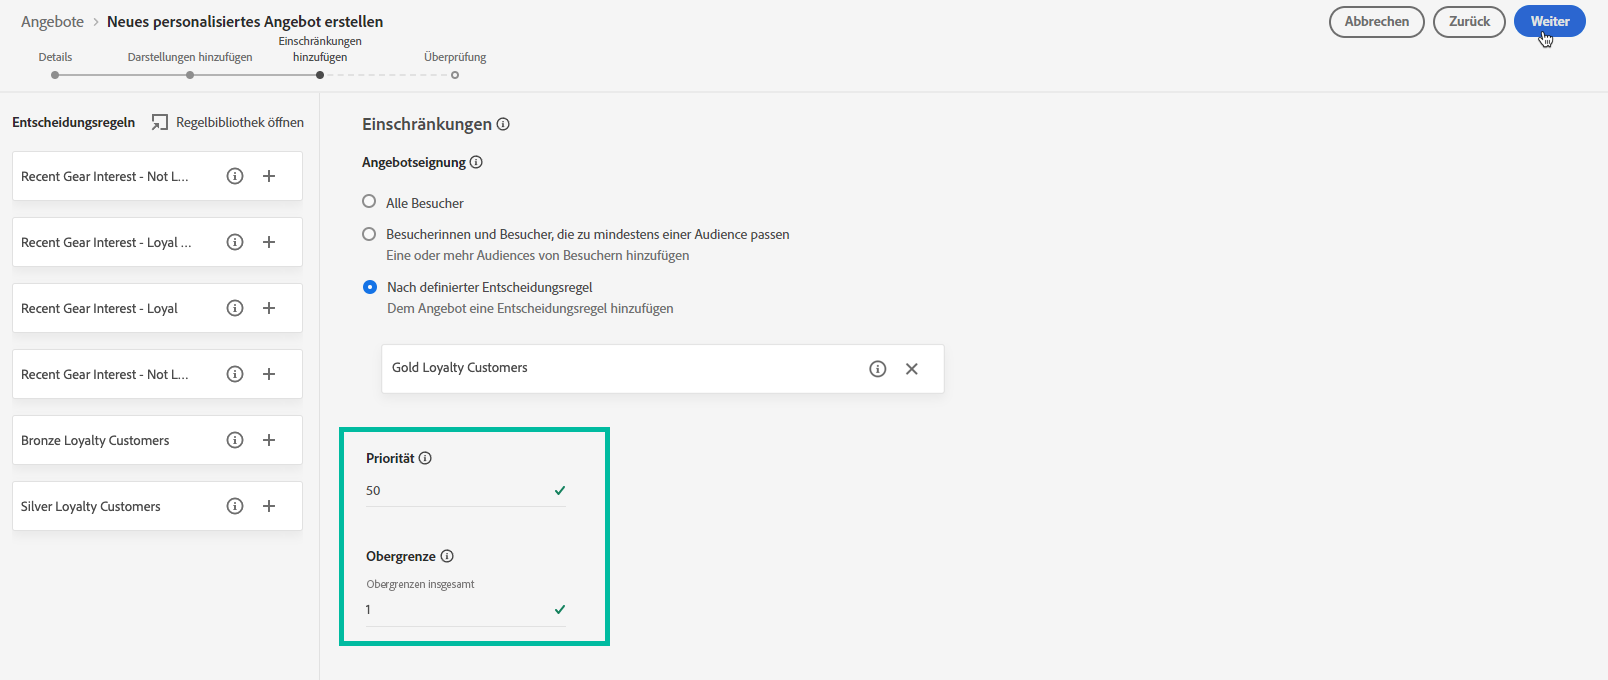 Angebote > Neues personalisiertes Angebot erstellen
Abbrechen
Zurück
Weiter
Details
Darstellungen hinzufügen
Einschränkungen
hinzufügen
Überprüfung
Entscheidungsregeln
Regelbibliothek öffnen
Recent Gear Interest - Not L...
Recent Gear Interest - Loyal ...
Recent Gear Interest - Loyal
Recent Gear Interest - Not L...
Bronze Loyalty Customers
Silver Loyalty Customers
Einschränkungen
Angebotseignung
Alle Besucher
Besucherinnen und Besucher, die zu mindestens einer Audience passen
Eine oder mehr Audiences von Besuchern hinzufügen
Nach definierter Entscheidungsregel
Dem Angebot eine Entscheidungsregel hinzufügen
Gold Loyalty Customers
Priorität
50
Obergrenze
Obergrenzen insgesamt
1